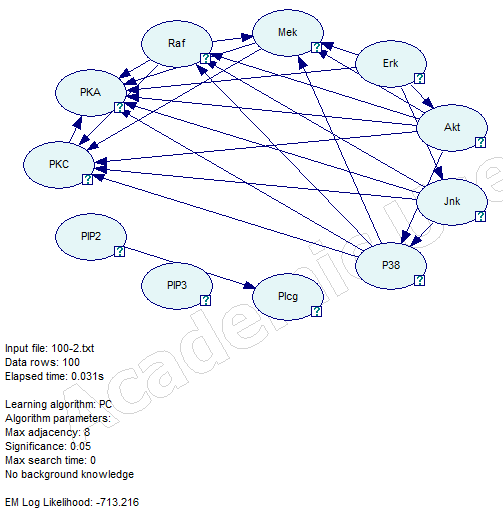 Mek
Raf
Erk
PKA
Akt
PKC
Jnk
PIP2
P38
PIP3
Plcg
?
?
?
?
?
?
?
?
?
?
?
Academic
Input file: 100-2.txt
Data rows: 100
Elapsed time: 0.031s
Learning algorithm: PC
Algorithm parameters:
Max adjacency: 8
Significance: 0.05
Max search time: 0
No background knowledge
EM Log Likelihood: -713.216